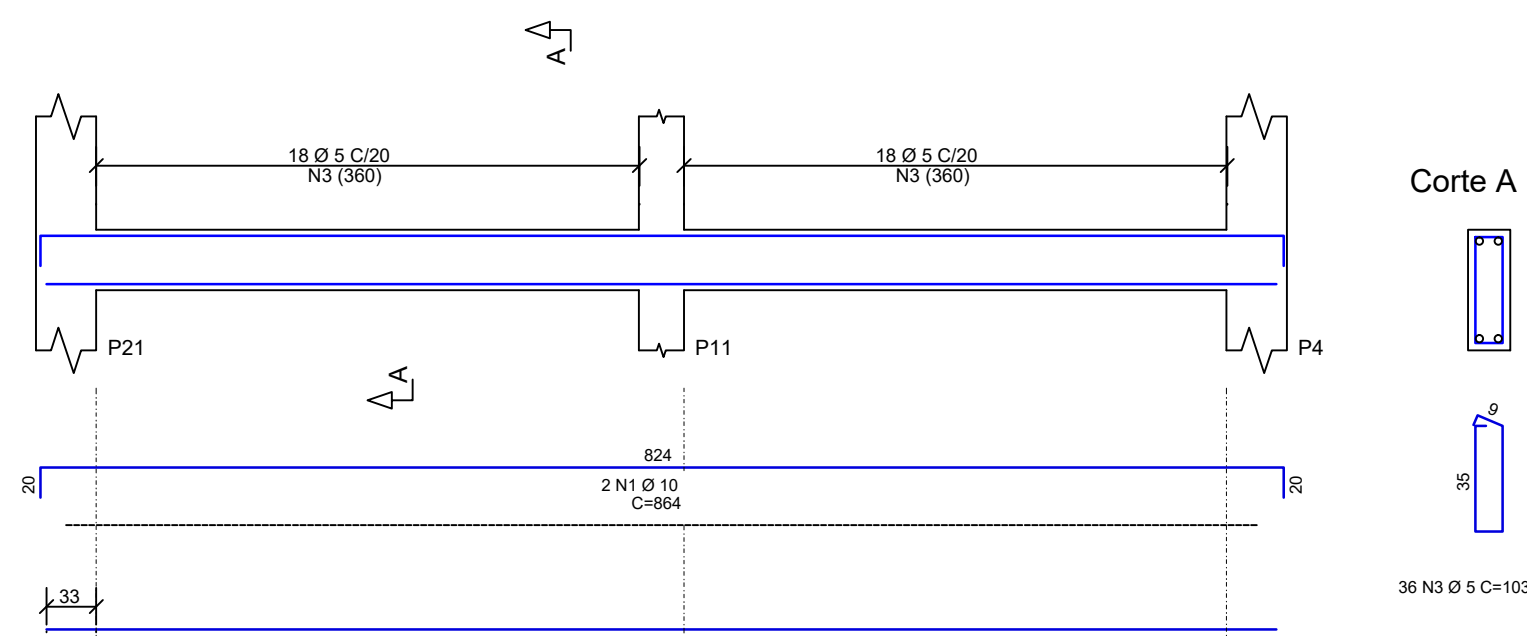 A
18 Ø 5 C/20
N3 (360)
18 Ø 5 C/20
N3 (360)
Corte A
P21
P11
P4
A
824
20
2 N1 Ø 10
C=864
20
9
35
33
36 N3 Ø 5 C=103